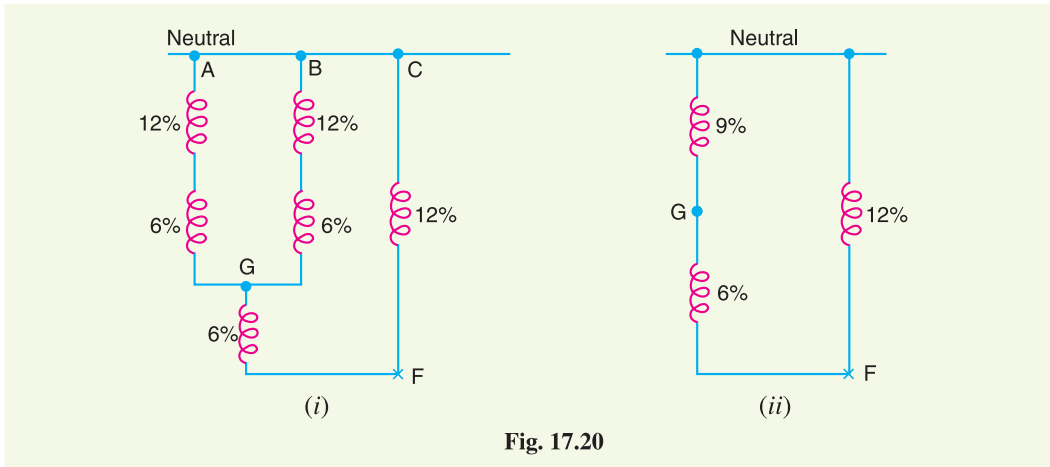 Neutral
A
B
C
12%
12%
6%
6%
12%
G
6%
F
(i)
Neutral
9%
G
12%
6%
F
(ii)
Fig. 17.20